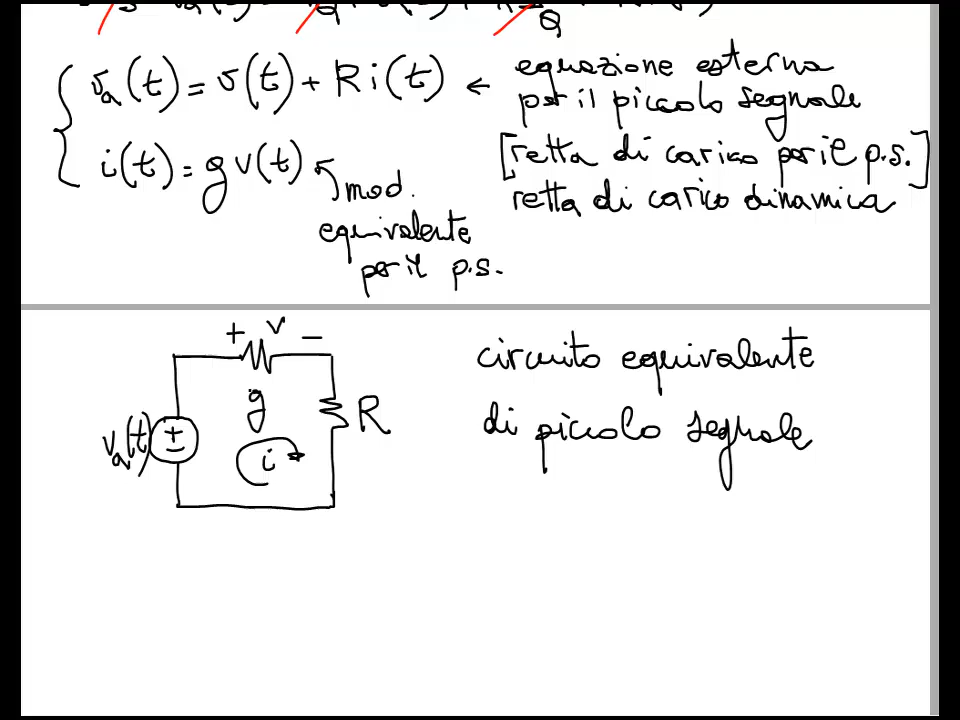 v_a(t) = v(t) + R i(t) ← equazione esterna
per il piccolo segnale
i(t) = g v(t) [retta di carico per il p.s.]
retta di carico dinamica
mod.
equivalente
per il p.s.
+ v −
g
R
v_a(t)
+
−
i
circuito equivalente
di piccolo segnale